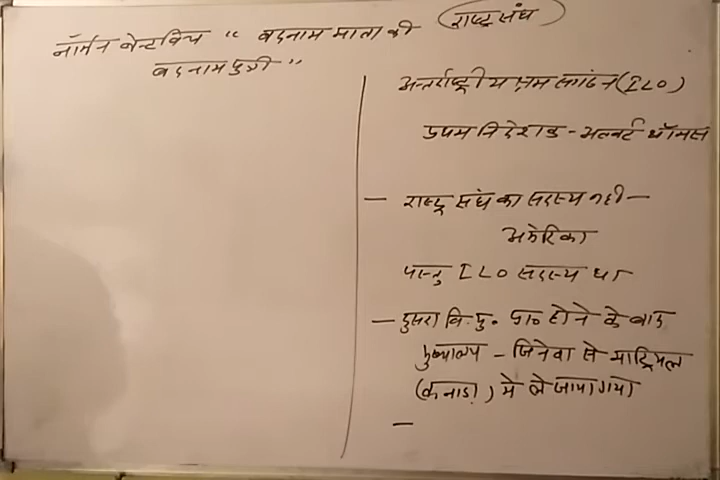 नॉर्मन बेन्टविच " बदनाम माता की
बदनाम पुत्री "
राष्ट्र संघ
अन्तर्राष्ट्रीय श्रम संगठन (ILO)
प्रथम निदेशक - अल्बर्ट थॉमस
- राष्ट्र संघ का सदस्य नही -
अमेरिका
परन्तु ILO सदस्य था
- दुसरा वि. यु. प्रा० होने के बाद
मुख्यालय - जिनेवा से माट्रियल
(कनाडा) मे ले जाया गया
-